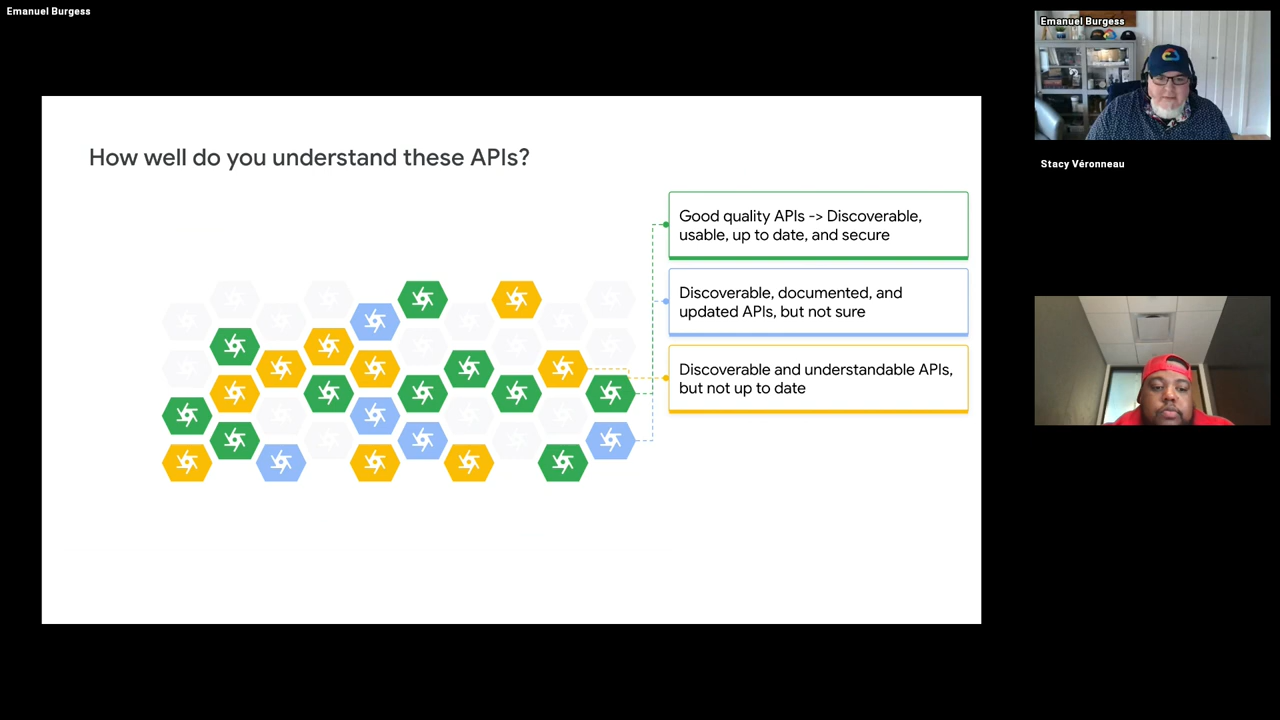 Emanuel Burgess
Emanuel Burgess
Stacy Véronneau
How well do you understand these APIs?
Good quality APIs -> Discoverable,
usable, up to date, and secure
Discoverable, documented, and
updated APIs, but not sure
Discoverable and understandable APIs,
but not up to date